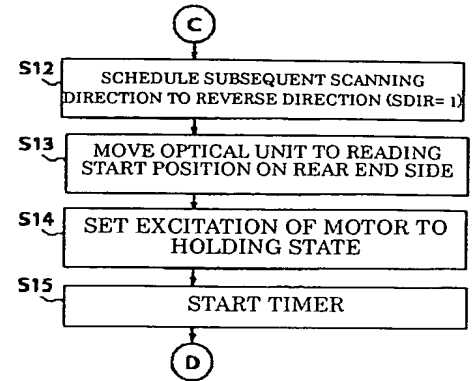 C
S12
SCHEDULE SUBSEQUENT SCANNING
DIRECTION TO REVERSE DIRECTION (SDIR= 1)
S13
MOVE OPTICAL UNIT TO READING
START POSITION ON REAR END SIDE
S14
SET EXCITATION OF MOTOR TO
HOLDING STATE
S15
START TIMER
D